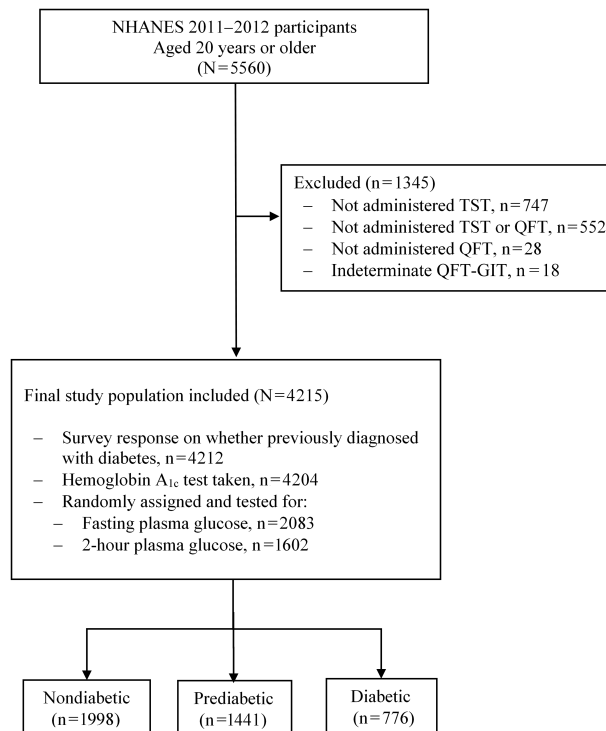 NHANES 2011–2012 participants
Aged 20 years or older
(N=5560)
Excluded (n=1345)
– Not administered TST, n=747
– Not administered TST or QFT, n=552
– Not administered QFT, n=28
– Indeterminate QFT-GIT, n=18
Final study population included (N=4215)
– Survey response on whether previously diagnosed
with diabetes, n=4212
– Hemoglobin A1c test taken, n=4204
– Randomly assigned and tested for:
– Fasting plasma glucose, n=2083
– 2-hour plasma glucose, n=1602
Nondiabetic
(n=1998)
Prediabetic
(n=1441)
Diabetic
(n=776)